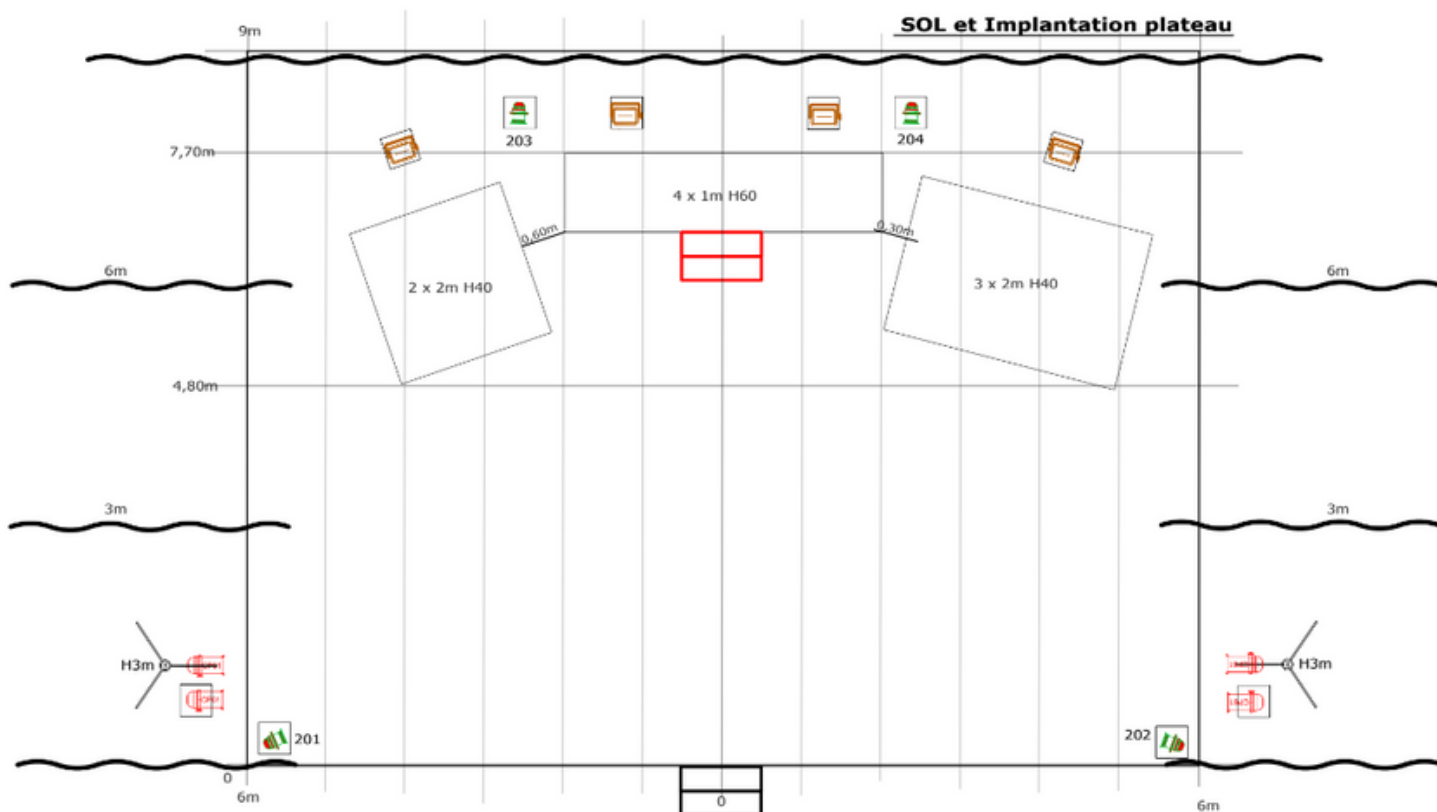 SOL et Implantation plateau
9m
203
204
7,70m
4 x 1m H60
0,60m
0,30m
6m
6m
2 x 2m H40
3 x 2m H40
4,80m
3m
3m
H3m
H3m
201
202
0
6m
0
6m